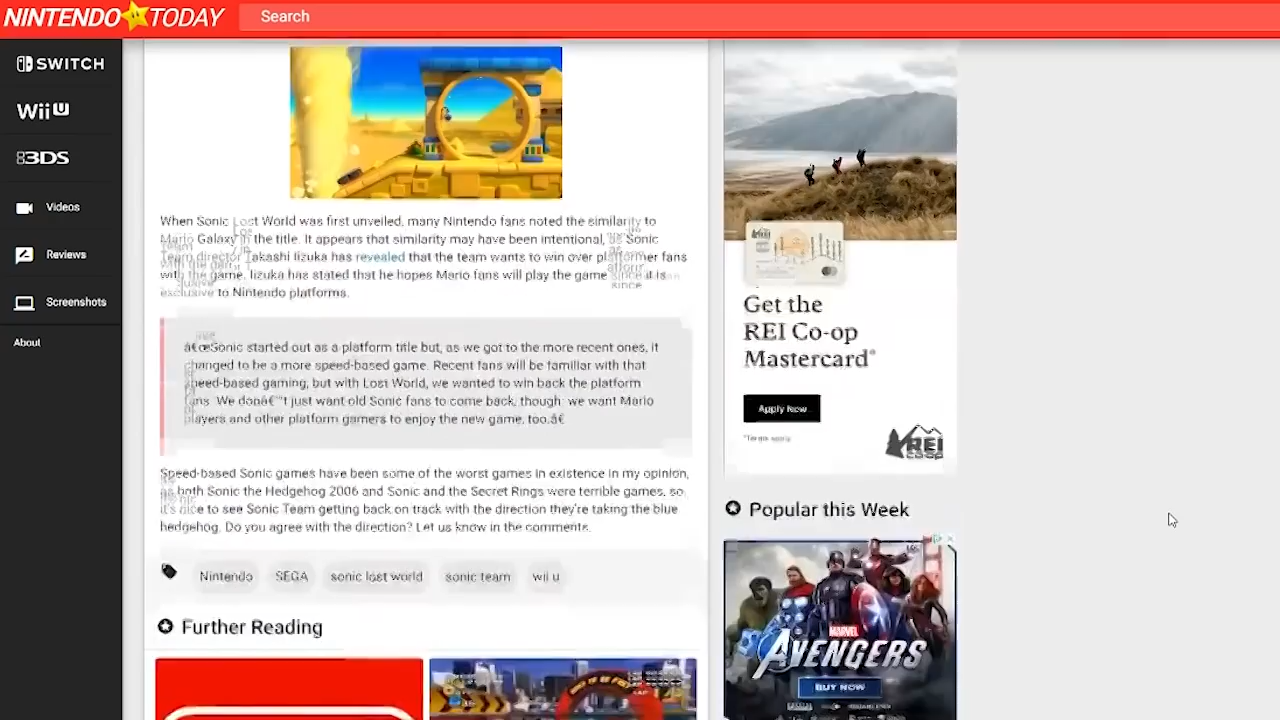 NINTENDO TODAY
Search
SWITCH
Wii U
3DS
Videos
Reviews
Screenshots
About
When Sonic Lost World was first unveiled, many Nintendo fans noted the similarity to
Mario Galaxy in the title. It appears that similarity may have been intentional, as Sonic
Team director Takashi Iizuka has revealed that the team wants to win over platformer fans
with the game. Iizuka has stated that he hopes Mario fans will play the game since it is
exclusive to Nintendo platforms.
“Sonic started out as a platform title but, as we got to the more recent ones, it
changed to be a more speed-based game. Recent fans will be familiar with that
speed-based gaming, but with Lost World, we wanted to win back the platform
fans. We donâ€™t just want old Sonic fans to come back, though; we want Mario
players and other platform gamers to enjoy the new game, too.â€
Speed-based Sonic games have been some of the worst games in existence in my opinion,
as both Sonic the Hedgehog 2006 and Sonic and the Secret Rings were terrible games, so
it's nice to see Sonic Team getting back on track with the direction they're taking the blue
hedgehog. Do you agree with the direction? Let us know in the comments.
Nintendo SEGA sonic lost world sonic team wii u
Further Reading
Get the
REI Co-op
Mastercard®
Apply Now
*Terms apply
REI
co-op
Popular this Week
MARVEL
AVENGERS
BUY NOW